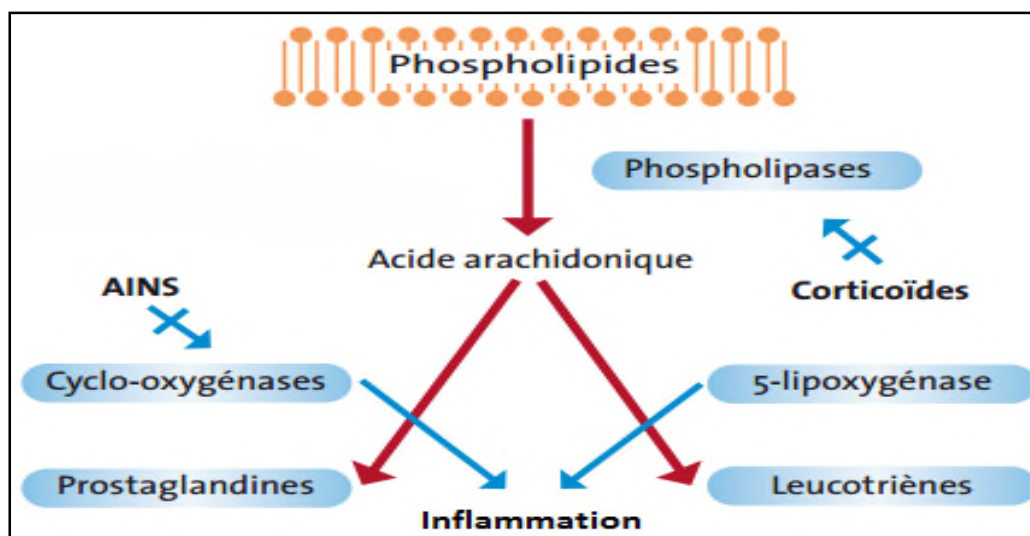 Phospholipides
Phospholipases
Acide arachidonique
AINS
Corticoïdes
Cyclo-oxygénases
5-lipoxygénase
Prostaglandines
Leucotriènes
Inflammation